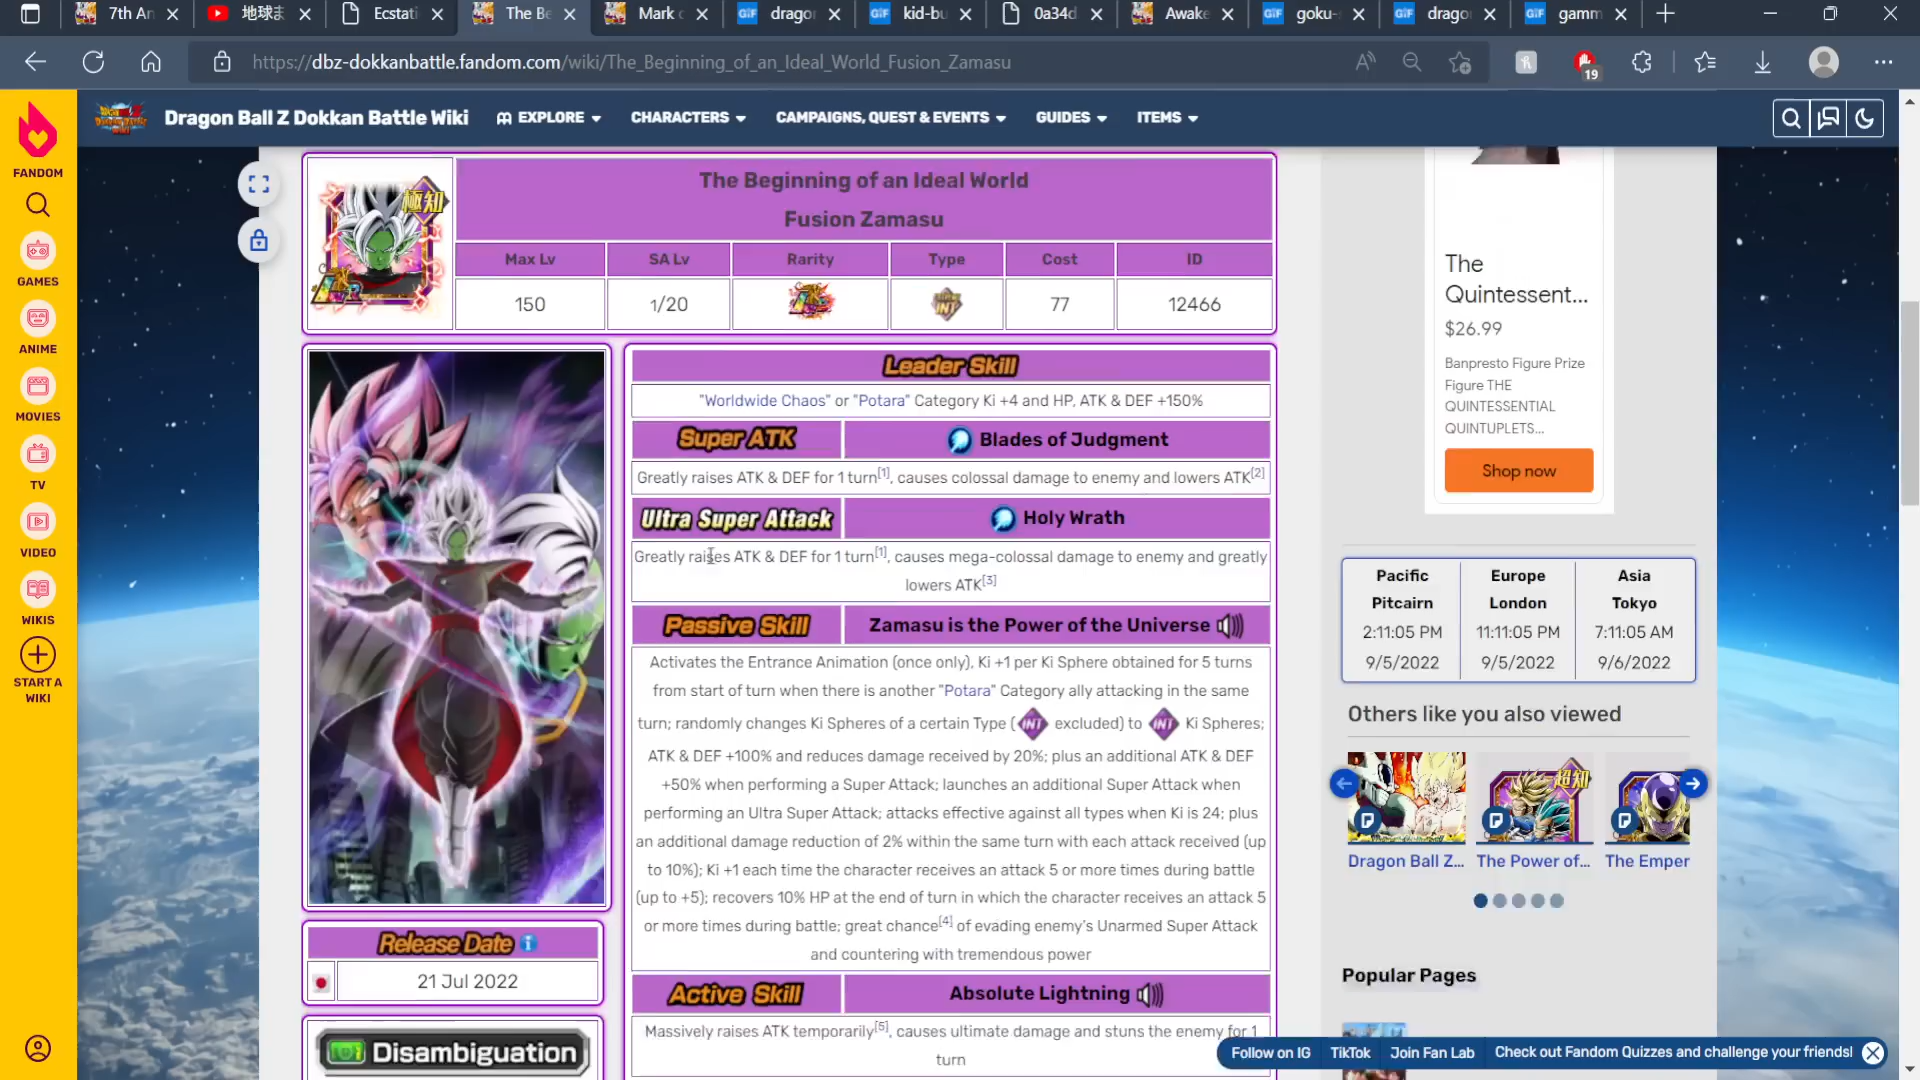 7th An
地球ま
Ecstati
The Be
Mark o
drago
kid-bu
0a34d
Awake
goku-
drago
gamm
https://dbz-dokkanbattle.fandom.com/wiki/The_Beginning_of_an_Ideal_World_Fusion_Zamasu
19
Dragon Ball Z Dokkan Battle Wiki
EXPLORE
CHARACTERS
CAMPAIGNS, QUEST & EVENTS
GUIDES
ITEMS
FANDOM
GAMES
ANIME
MOVIES
TV
VIDEO
WIKIS
START A
WIKI
極知
The Beginning of an Ideal World
Fusion Zamasu
Max Lv
SA Lv
Rarity
Type
Cost
ID
150
1/20
INT
77
12466
Leader Skill
"Worldwide Chaos" or "Potara" Category Ki +4 and HP, ATK & DEF +150%
Super ATK
Blades of Judgment
Greatly raises ATK & DEF for 1 turn[1], causes colossal damage to enemy and lowers ATK[2]
Ultra Super Attack
Holy Wrath
Greatly raises ATK & DEF for 1 turn[1], causes mega-colossal damage to enemy and greatly
lowers ATK[3]
Passive Skill
Zamasu is the Power of the Universe
Activates the Entrance Animation (once only), Ki +1 per Ki Sphere obtained for 5 turns
from start of turn when there is another "Potara" Category ally attacking in the same
turn; randomly changes Ki Spheres of a certain Type (INT excluded) to INT Ki Spheres;
ATK & DEF +100% and reduces damage received by 20%; plus an additional ATK & DEF
+50% when performing a Super Attack; launches an additional Super Attack when
performing an Ultra Super Attack; attacks effective against all types when Ki is 24; plus
an additional damage reduction of 2% within the same turn with each attack received (up
to 10%); Ki +1 each time the character receives an attack 5 or more times during battle
(up to +5); recovers 10% HP at the end of turn in which the character receives an attack 5
or more times during battle; great chance[4] of evading enemy's Unarmed Super Attack
and countering with tremendous power
Active Skill
Absolute Lightning
Massively raises ATK temporarily[5], causes ultimate damage and stuns the enemy for 1
turn
Release Date
21 Jul 2022
Disambiguation
The
Quintessent...
$26.99
Banpresto Figure Prize
Figure THE
QUINTESSENTIAL
QUINTUPLETS...
Shop now
Pacific
Pitcairn
2:11:05 PM
9/5/2022
Europe
London
11:11:05 PM
9/5/2022
Asia
Tokyo
7:11:05 AM
9/6/2022
Others like you also viewed
超知
Dragon Ball Z...
The Power of...
The Emper
Popular Pages
Follow on IG
TikTok
Join Fan Lab
Check out Fandom Quizzes and challenge your friends!